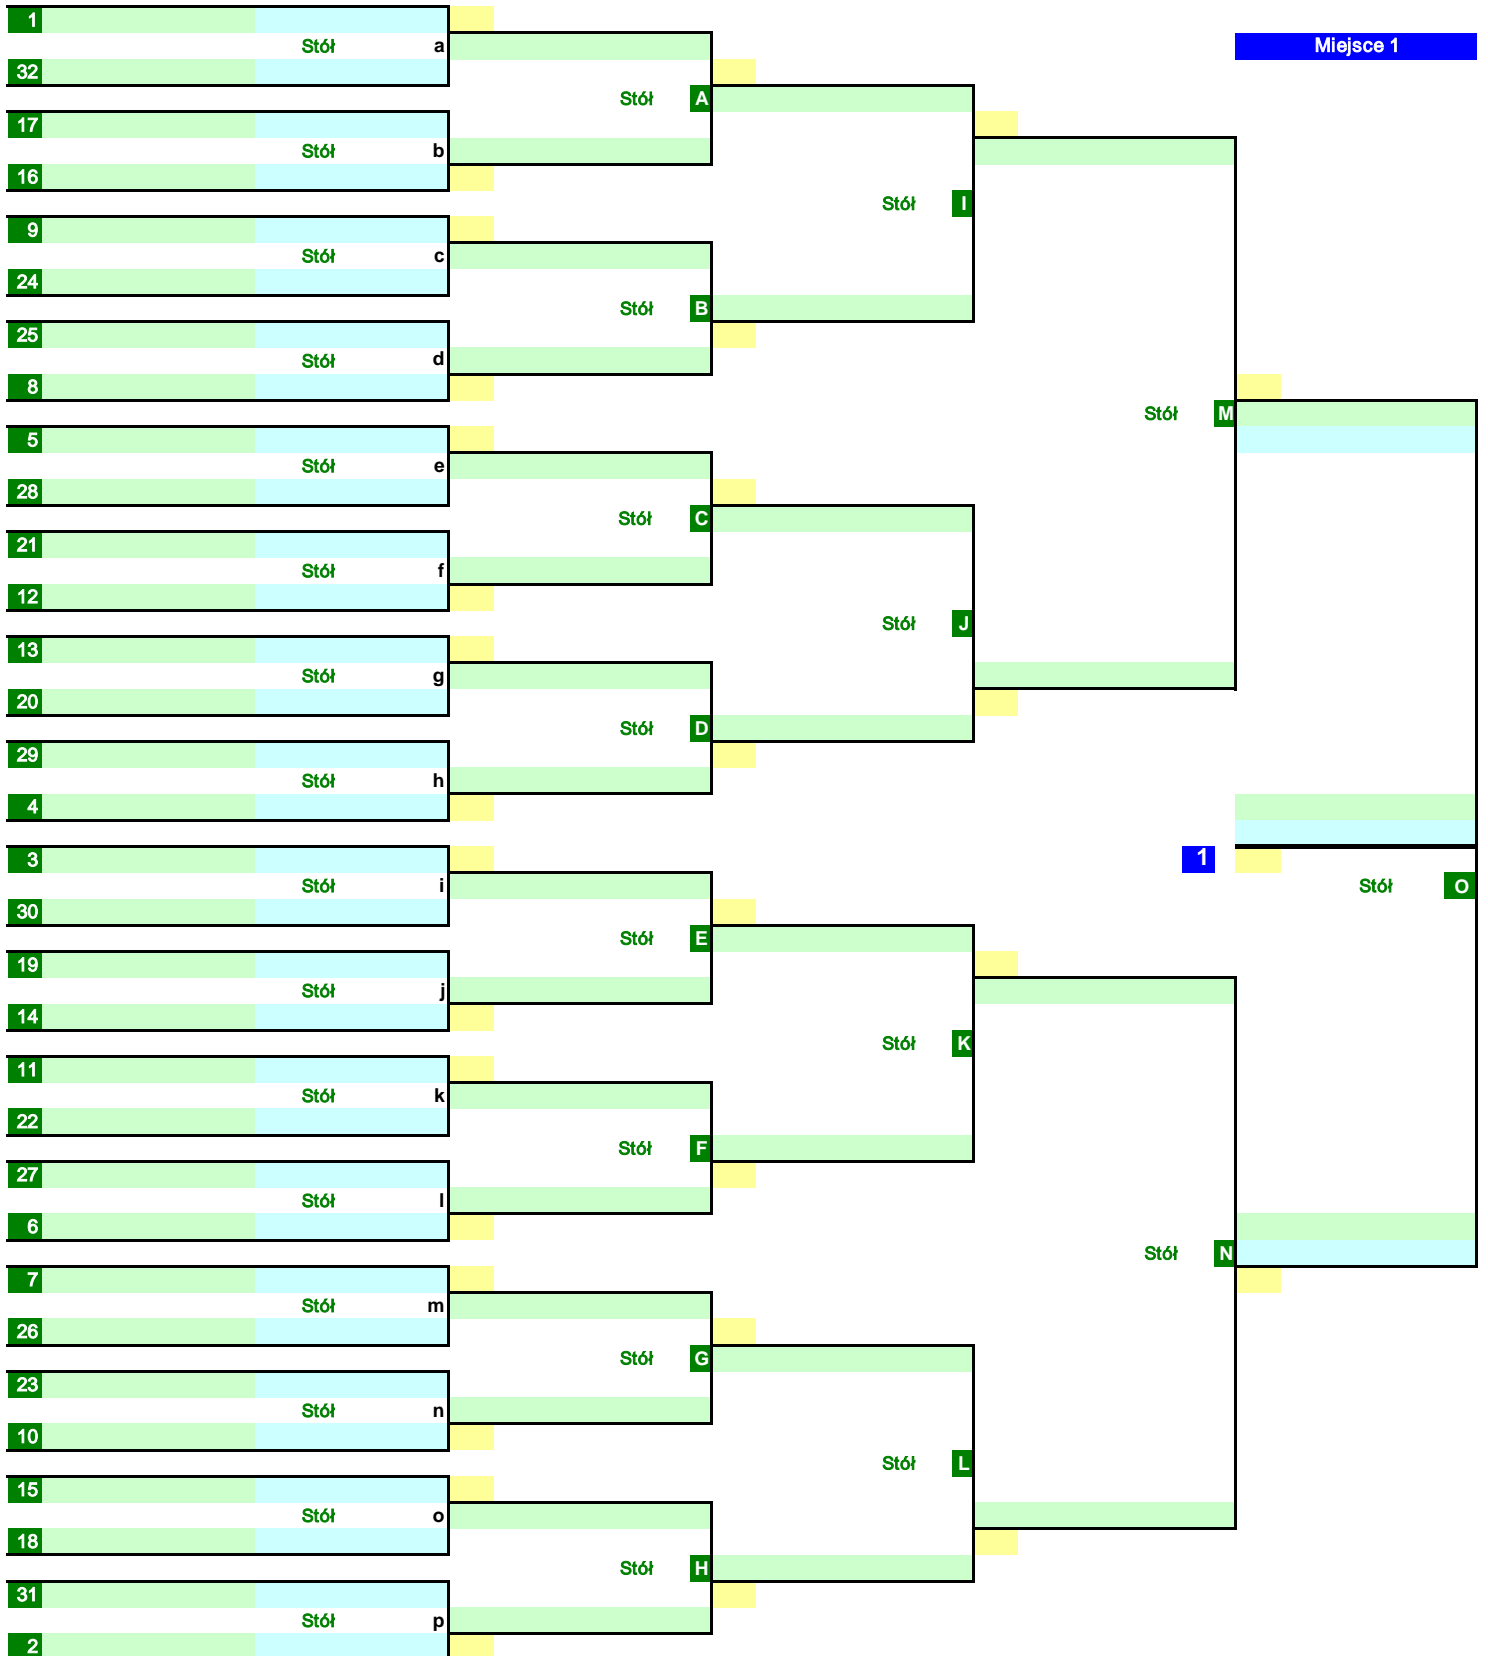 1
Stół a
Miejsce 1
32
Stół A
17
Stół b
16
Stół I
9
Stół c
24
Stół B
25
Stół d
8
Stół M
5
Stół e
28
Stół C
21
Stół f
12
Stół J
13
Stół g
20
Stół D
29
Stół h
4
3
1
Stół i
Stół O
30
Stół E
19
Stół j
14
Stół K
11
Stół k
22
Stół F
27
Stół l
6
Stół N
7
Stół m
26
Stół G
23
Stół n
10
Stół L
15
Stół o
18
Stół H
31
Stół p
2